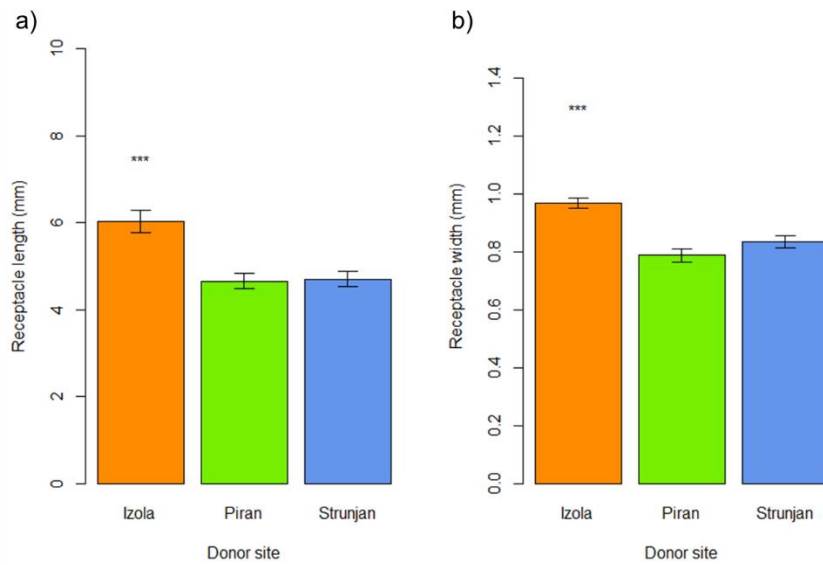 a)
Receptacle length (mm)
10
8
6
4
2
0
***
Izola Piran Strunjan
Donor site
b)
Receptacle width (mm)
1.4
1.2
1.0
0.8
0.6
0.4
0.2
0.0
***
Izola Piran Strunjan
Donor site